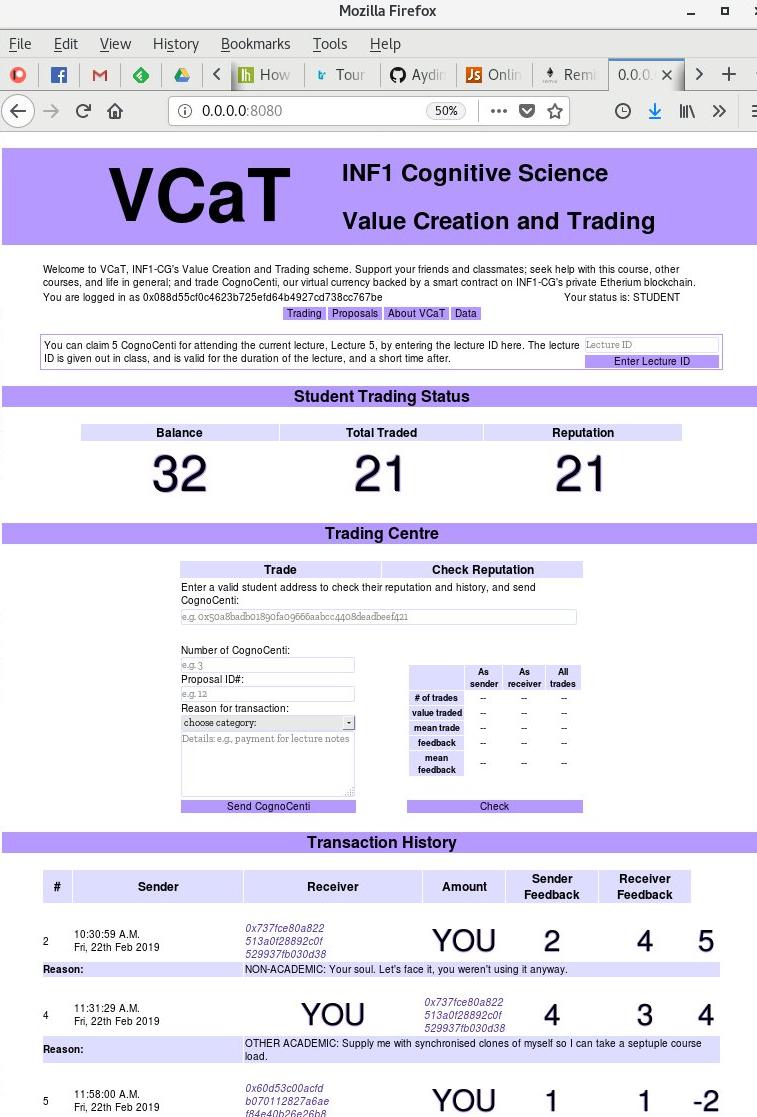 Mozilla Firefox
File Edit View History Bookmarks Tools Help
How Tour Aydin Onlin Remi 0.0.0.
0.0.0.0:8080 50%
VCaT
INF1 Cognitive Science
Value Creation and Trading
Welcome to VCaT, INF1-CG's Value Creation and Trading scheme. Support your friends and classmates; seek help with this course, other
courses, and life in general; and trade CognoCenti, our virtual currency backed by a smart contract on INF1-CG's private Etherium blockchain.
You are logged in as 0x088d55cf0c4623b725efd64b4927cd738cc767be Your status is: STUDENT
Trading Proposals About VCaT Data
You can claim 5 CognoCenti for attending the current lecture, Lecture 5, by entering the lecture ID here. The lecture
ID is given out in class, and is valid for the duration of the lecture, and a short time after.
Lecture ID
Enter Lecture ID
Student Trading Status
Balance Total Traded Reputation
32 21 21
Trading Centre
Trade Check Reputation
Enter a valid student address to check their reputation and history, and send
CognoCenti:
e.g. 0x50a8badb01890fa09666aabcc4408deadbeef421
Number of CognoCenti:
e.g. 3
Proposal ID#:
e.g. 12
Reason for transaction:
choose category:
Details: e.g., payment for lecture notes
Send CognoCenti
As sender As receiver All trades
# of trades -- -- --
value traded -- -- --
mean trade -- -- --
feedback -- -- --
mean feedback -- -- --
Check
Transaction History
# Sender Receiver Amount Sender Feedback Receiver Feedback
2 10:30:59 A.M. Fri, 22th Feb 2019 0x737fce80a822 513a0f28892c0f 529937fb030d38 YOU 2 4 5
Reason: NON-ACADEMIC: Your soul. Let's face it, you weren't using it anyway.
4 11:31:29 A.M. Fri, 22th Feb 2019 YOU 0x737fce80a822 513a0f28892c0f 529937fb030d38 4 3 4
Reason: OTHER ACADEMIC: Supply me with synchronised clones of myself so I can take a septuple course
load.
5 11:58:00 A.M. Fri, 22th Feb 2019 0x60d53c00acfd b070112827a6ae f84e40b26e26b8 YOU 1 1 -2